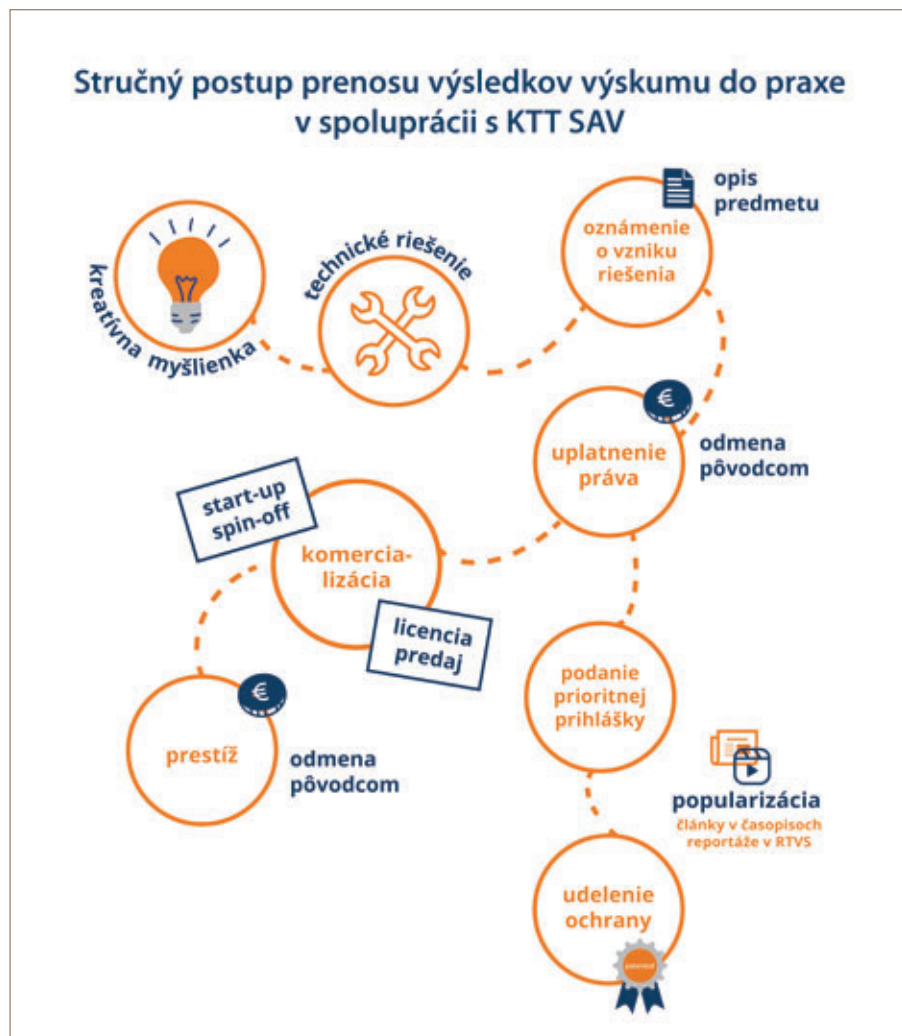 Stručný postup prenosu výsledkov výskumu do praxe
v spoluprácii s KTT SAV
kreatívna myšlienka
technické riešenie
oznámenie
o vzniku
riešenia
opis
predmetu
uplatnenie
práva
odmena
pôvodcom
start-up
spin-off
komercia-
lizácia
licencia
predaj
prestíž
odmena
pôvodcom
podanie
prioritnej
prihlášky
popularizácia
články v časopisoch
reportáže v RTVS
udelenie
ochrany